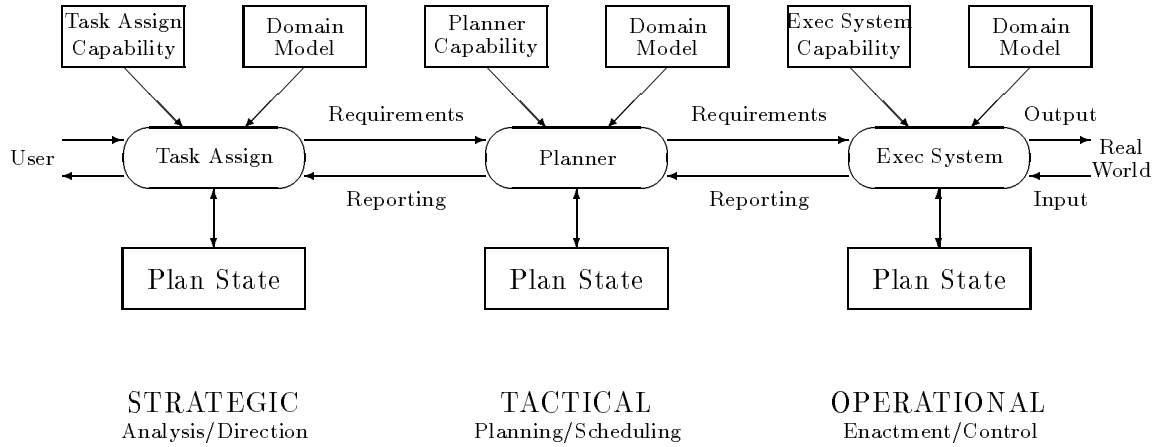 Task Assign
Capability
Domain
Model
Planner
Capability
Domain
Model
Exec System
Capability
Domain
Model
Requirements
Requirements
Output
User
Task Assign
Planner
Exec System
Real
World
Reporting
Reporting
Input
Plan State
Plan State
Plan State
STRATEGIC
Analysis/Direction
TACTICAL
Planning/Scheduling
OPERATIONAL
Enactment/Control